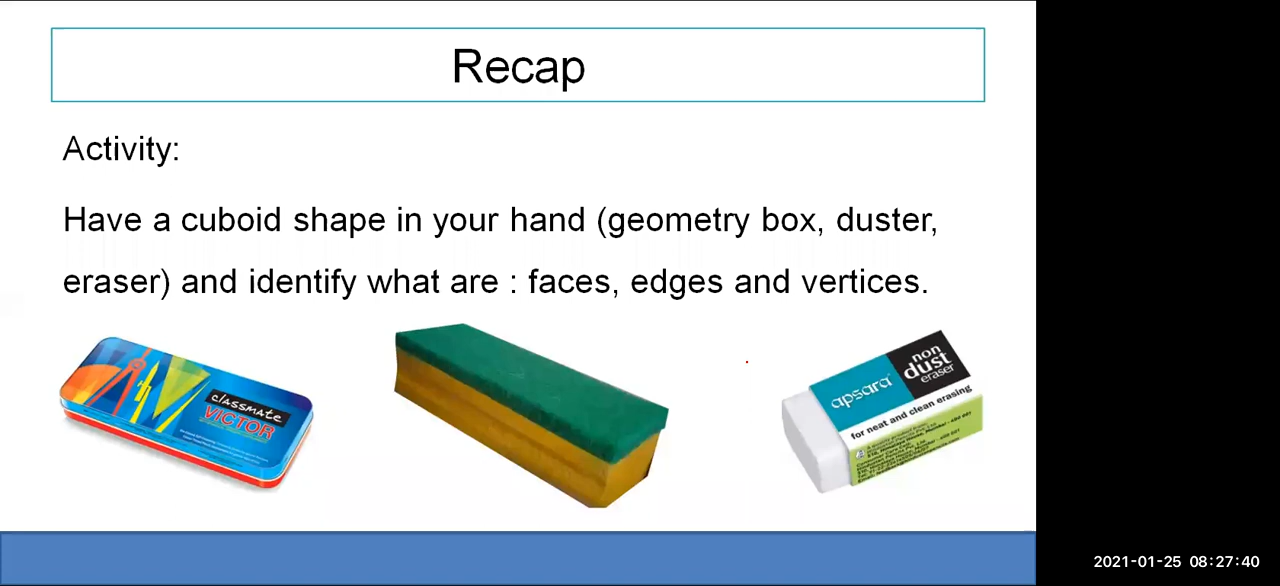 Recap
Activity:
Have a cuboid shape in your hand (geometry box, duster,
eraser) and identify what are : faces, edges and vertices.
classmate
VICTOR
apsara
non
dust
eraser
for neat and clean erasing
2021-01-25 08:27:40